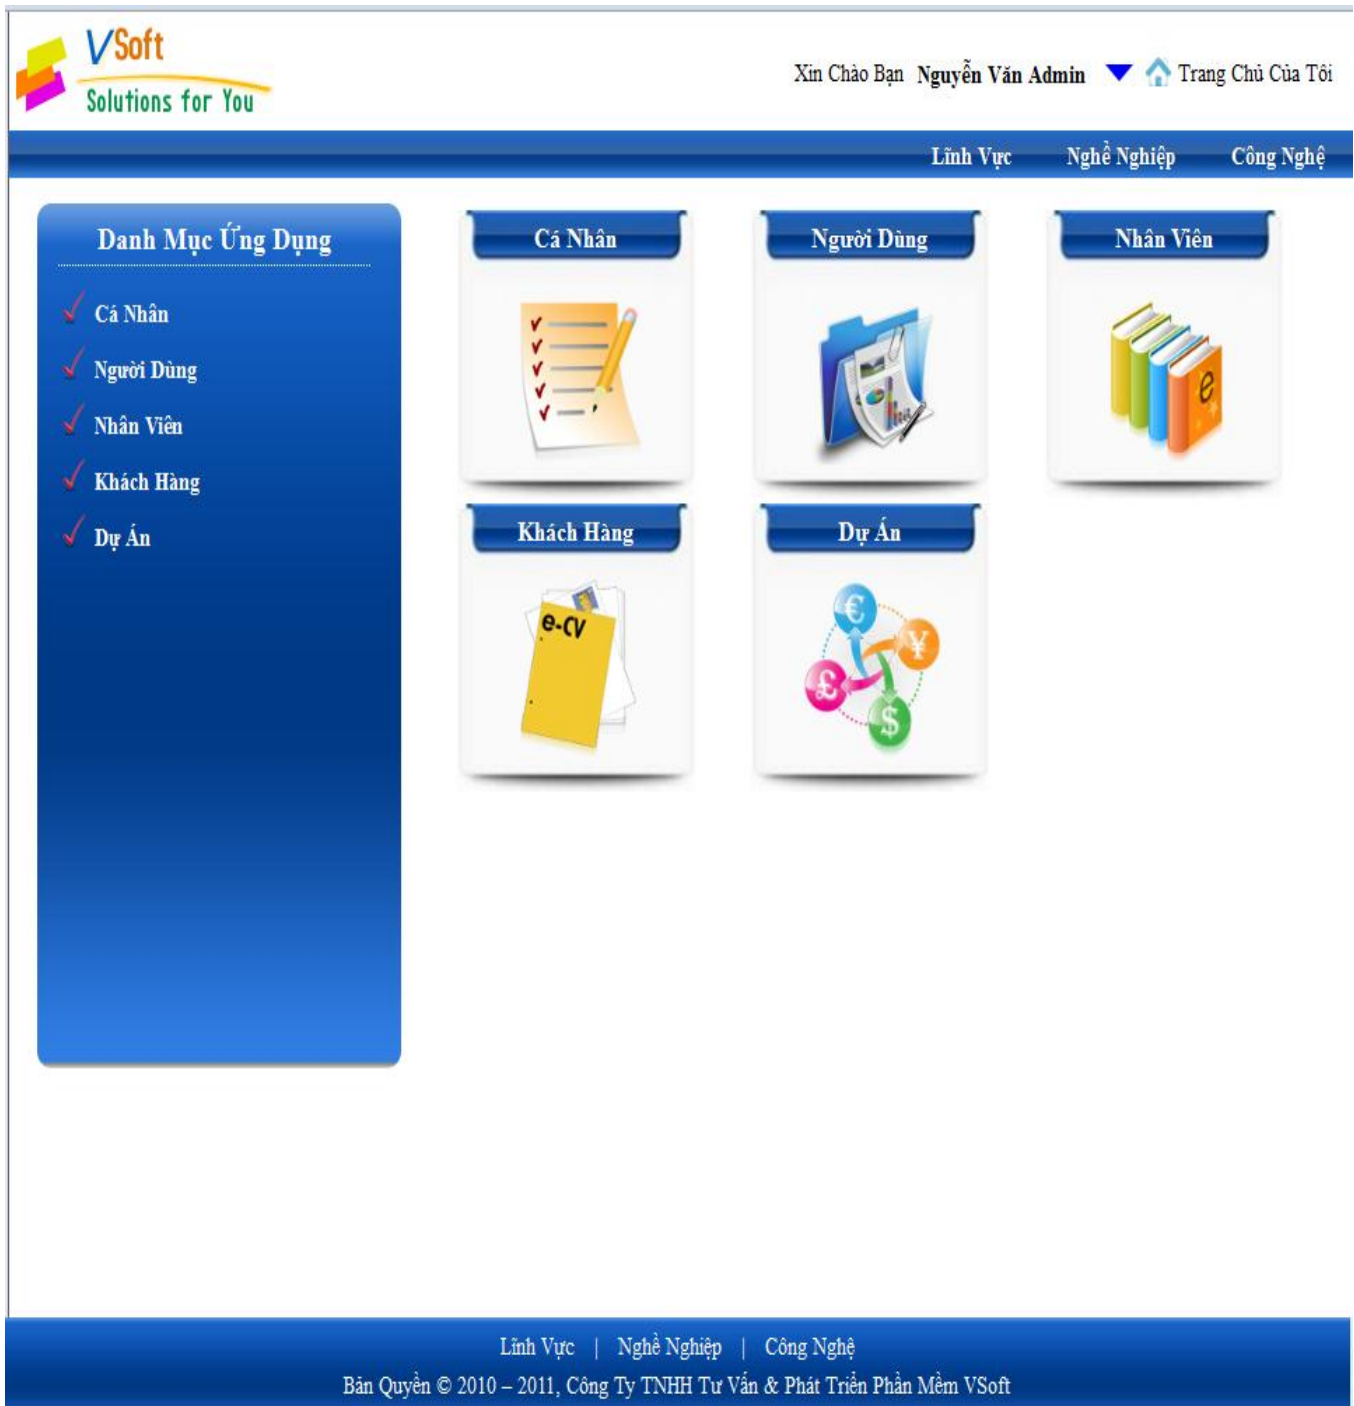 VSoft
Solutions for You
Xin Chào Bạn Nguyễn Văn Admin Trang Chủ Của Tôi
Lĩnh Vực Nghề Nghiệp Công Nghệ
Danh Mục Ứng Dụng
Cá Nhân
Người Dùng
Nhân Viên
Khách Hàng
Dự Án
Cá Nhân
Người Dùng
Nhân Viên
e
Khách Hàng
Dự Án
e-CV
€
¥
£
$
Lĩnh Vực | Nghề Nghiệp | Công Nghệ
Bản Quyền © 2010 – 2011, Công Ty TNHH Tư Vấn & Phát Triển Phần Mềm VSoft